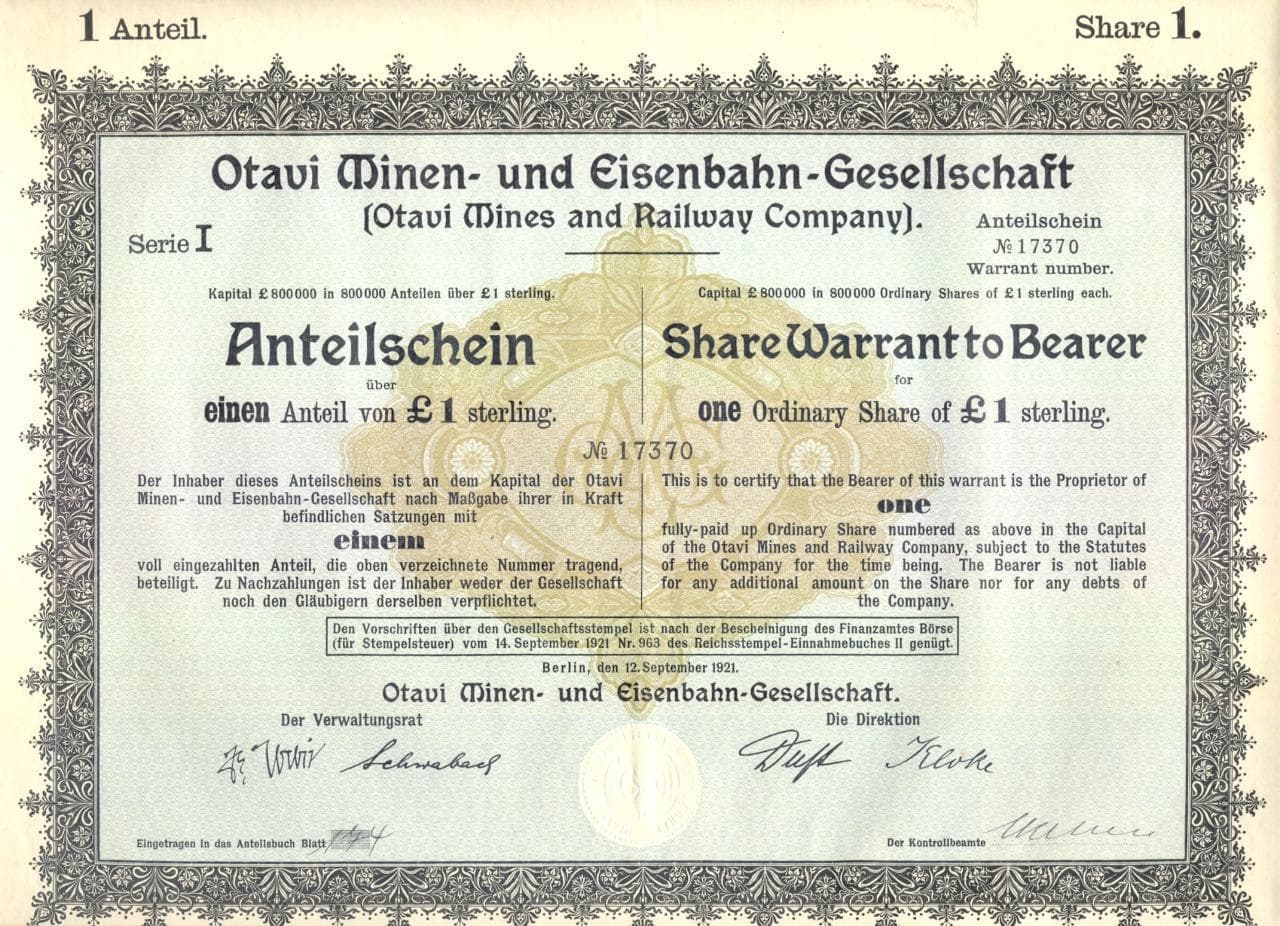 1 Anteil.
Share 1.
Otavi Minen- und Eisenbahn-Gesellschaft
(Otavi Mines and Railway Company).
Serie I
Anteilschein
№ 17370
Warrant number.
Kapital £ 800000 in 800000 Anteilen über £ 1 sterling.
Anteilschein
über
einen Anteil von £ 1 sterling.
Capital £ 800000 in 800000 Ordinary Shares of £ 1 sterling each.
Share Warrant to Bearer
for
one Ordinary Share of £ 1 sterling.
№ 17370
Der Inhaber dieses Anteilscheins ist an dem Kapital der Otavi
Minen- und Eisenbahn-Gesellschaft nach Maßgabe ihrer in Kraft
befindlichen Satzungen mit
einem
voll eingezahlten Anteil, die oben verzeichnete Nummer tragend,
beteiligt. Zu Nachzahlungen ist der Inhaber weder der Gesellschaft
noch den Gläubigern derselben verpflichtet.
This is to certify that the Bearer of this warrant is the Proprietor of
one
fully-paid up Ordinary Share numbered as above in the Capital
of the Otavi Mines and Railway Company, subject to the Statutes
of the Company for the time being. The Bearer is not liable
for any additional amount on the Share nor for any debts of
the Company.
Den Vorschriften über den Gesellschaftsstempel ist nach der Bescheinigung des Finanzamtes Börse
(für Stempelsteuer) vom 14. September 1921 Nr. 963 des Reichsstempel-Einnahmebuches II genügt.
Berlin, den 12. September 1921.
Otavi Minen- und Eisenbahn-Gesellschaft.
Der Verwaltungsrat
Die Direktion
Schwabach
Duft Kloke
Eingetragen in das Anteilsbuch Blatt
Der Kontrollbeamte